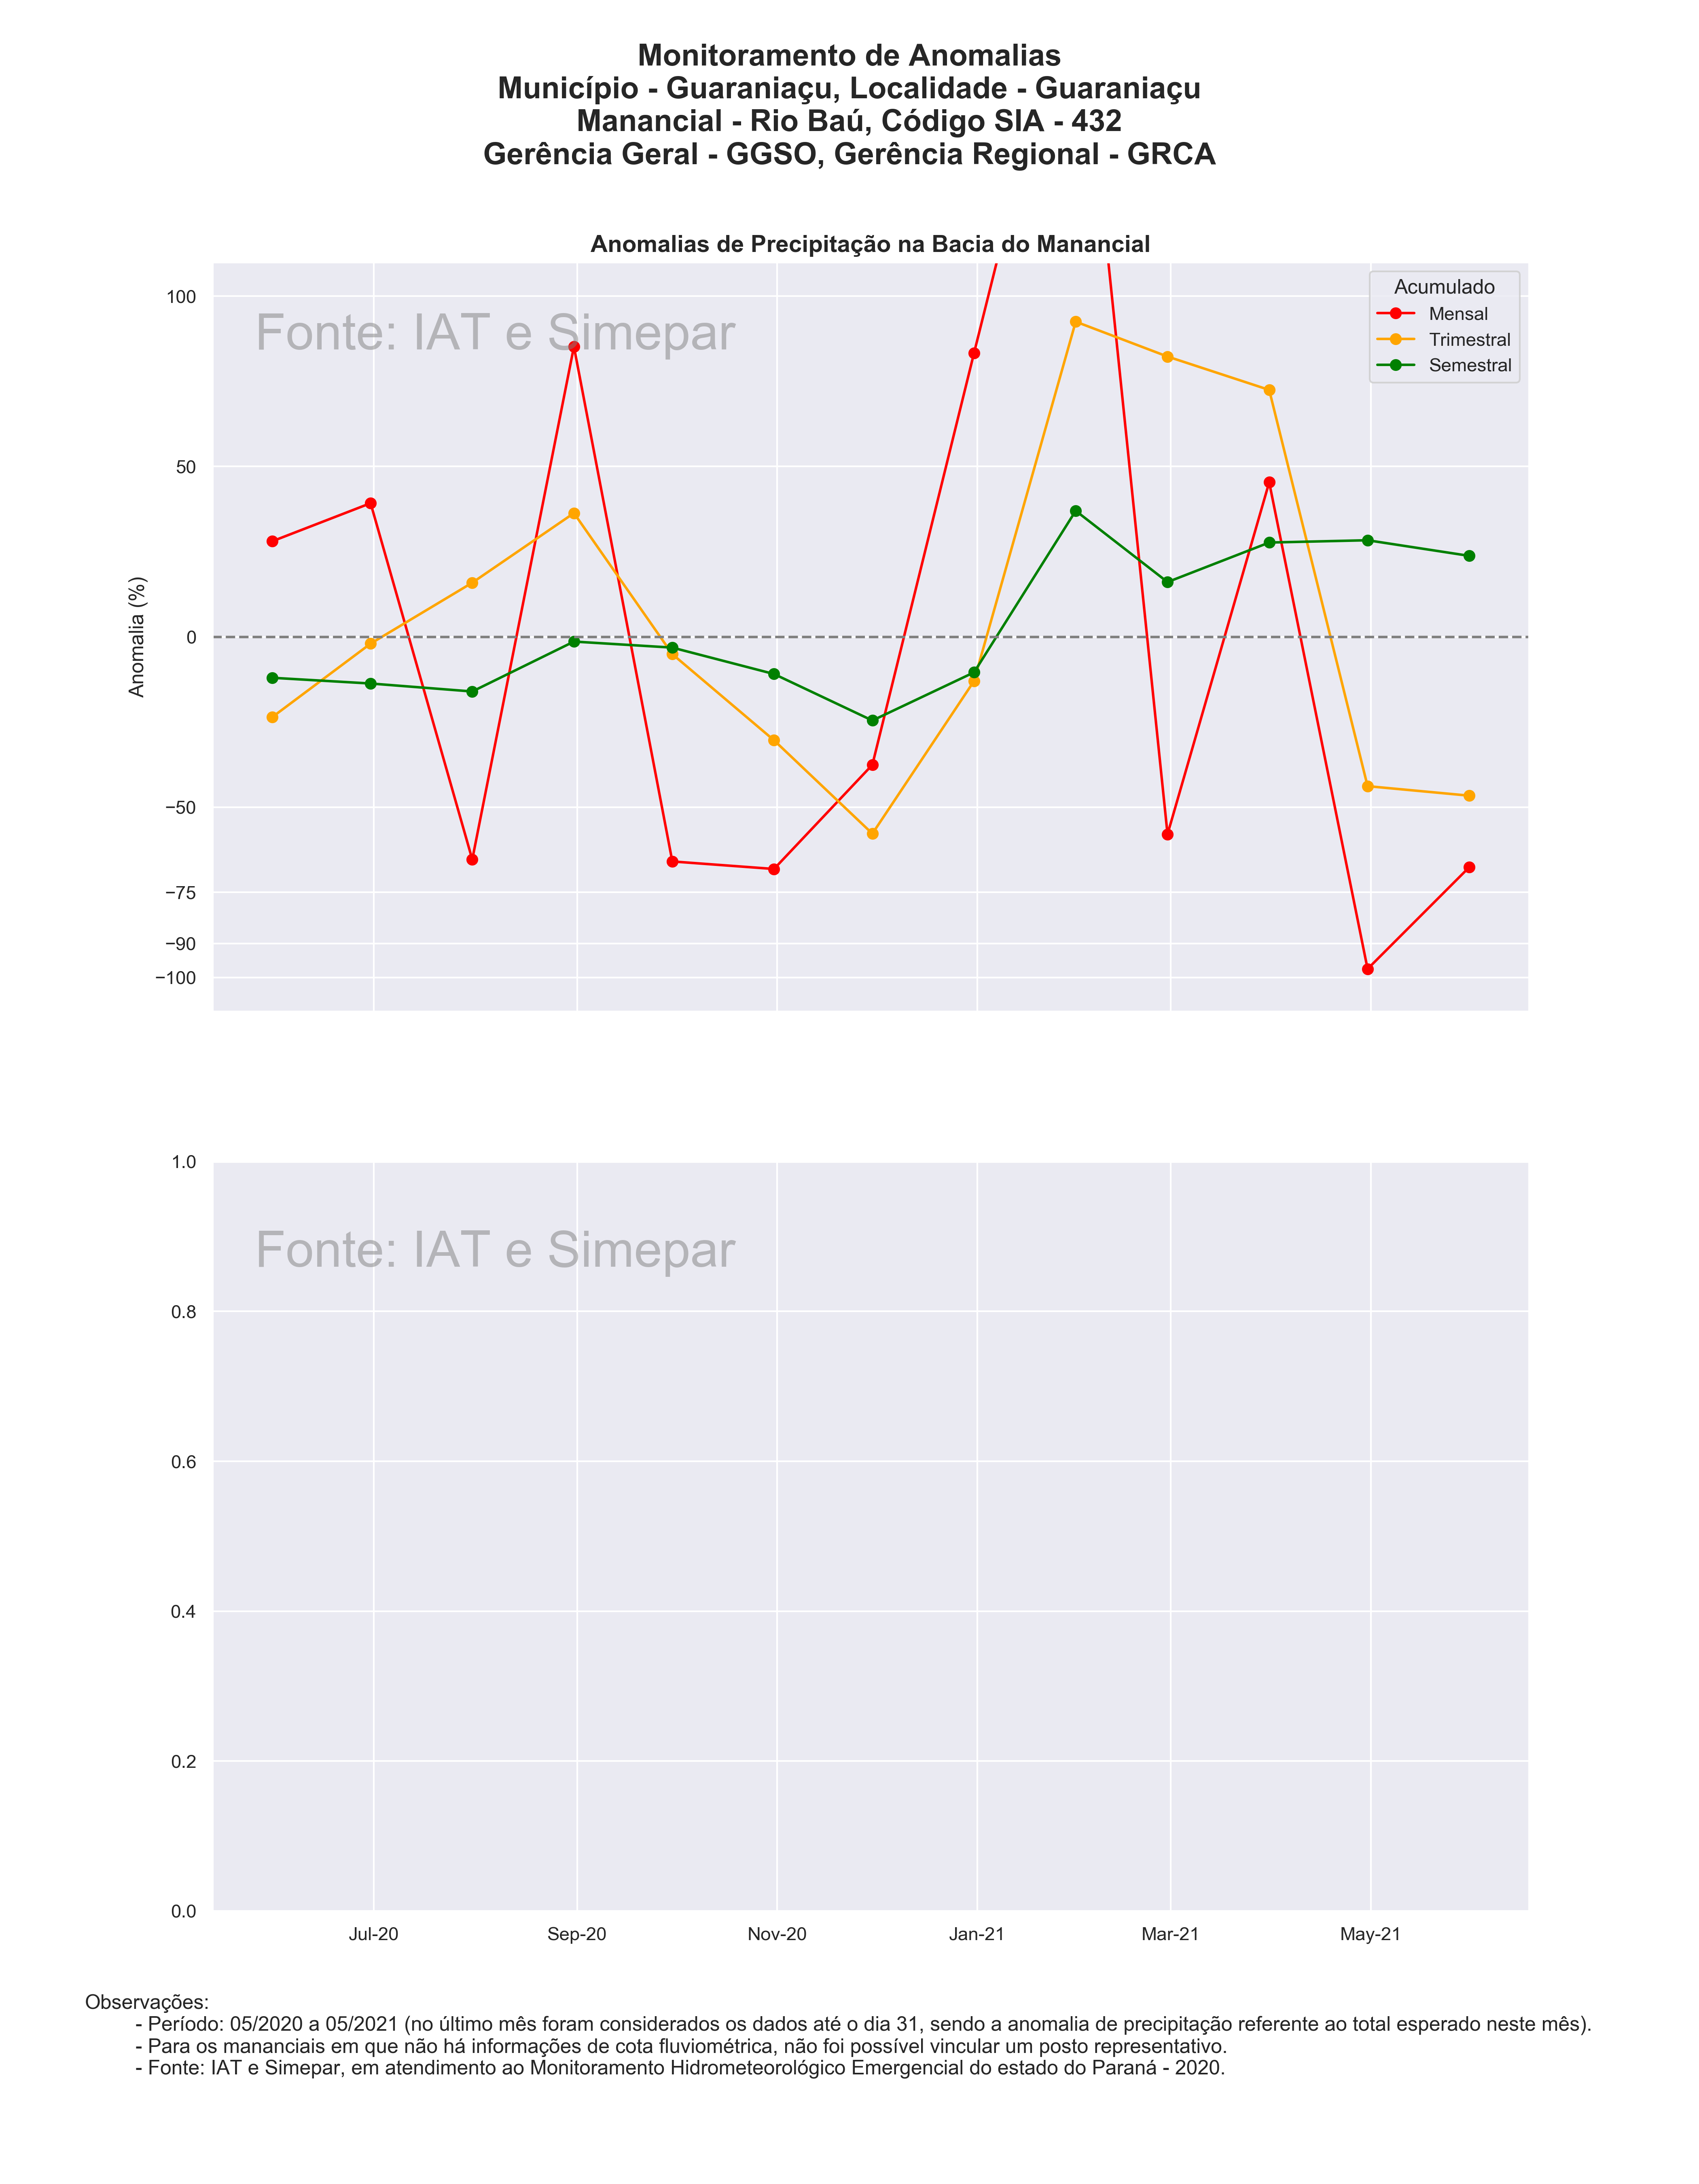 Monitoramento de Anomalias
Município - Guaraniaçu, Localidade - Guaraniaçu
Manancial - Rio Baú, Código SIA - 432
Gerência Geral - GGSO, Gerência Regional - GRCA
Anomalias de Precipitação na Bacia do Manancial
Fonte: IAT e Simepar
Acumulado
Mensal
Trimestral
Semestral
Anomalia (%)
100
50
0
−50
−75
−90
−100
Fonte: IAT e Simepar
1.0
0.8
0.6
0.4
0.2
0.0
Jul-20 Sep-20 Nov-20 Jan-21 Mar-21 May-21
Observações:
- Período: 05/2020 a 05/2021 (no último mês foram considerados os dados até o dia 31, sendo a anomalia de precipitação referente ao total esperado neste mês).
- Para os mananciais em que não há informações de cota fluviométrica, não foi possível vincular um posto representativo.
- Fonte: IAT e Simepar, em atendimento ao Monitoramento Hidrometeorológico Emergencial do estado do Paraná - 2020.